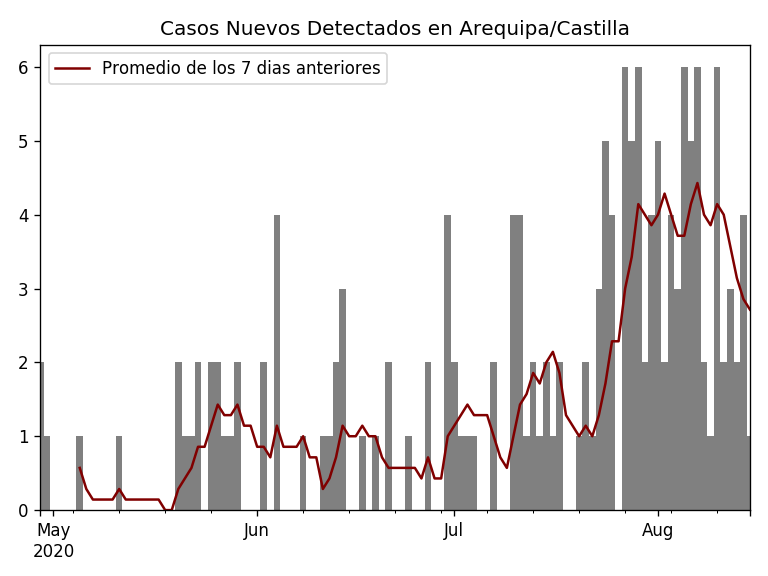 Casos Nuevos Detectados en Arequipa/Castilla
Promedio de los 7 dias anteriores
6
5
4
3
2
1
0
May Jun Jul Aug
2020